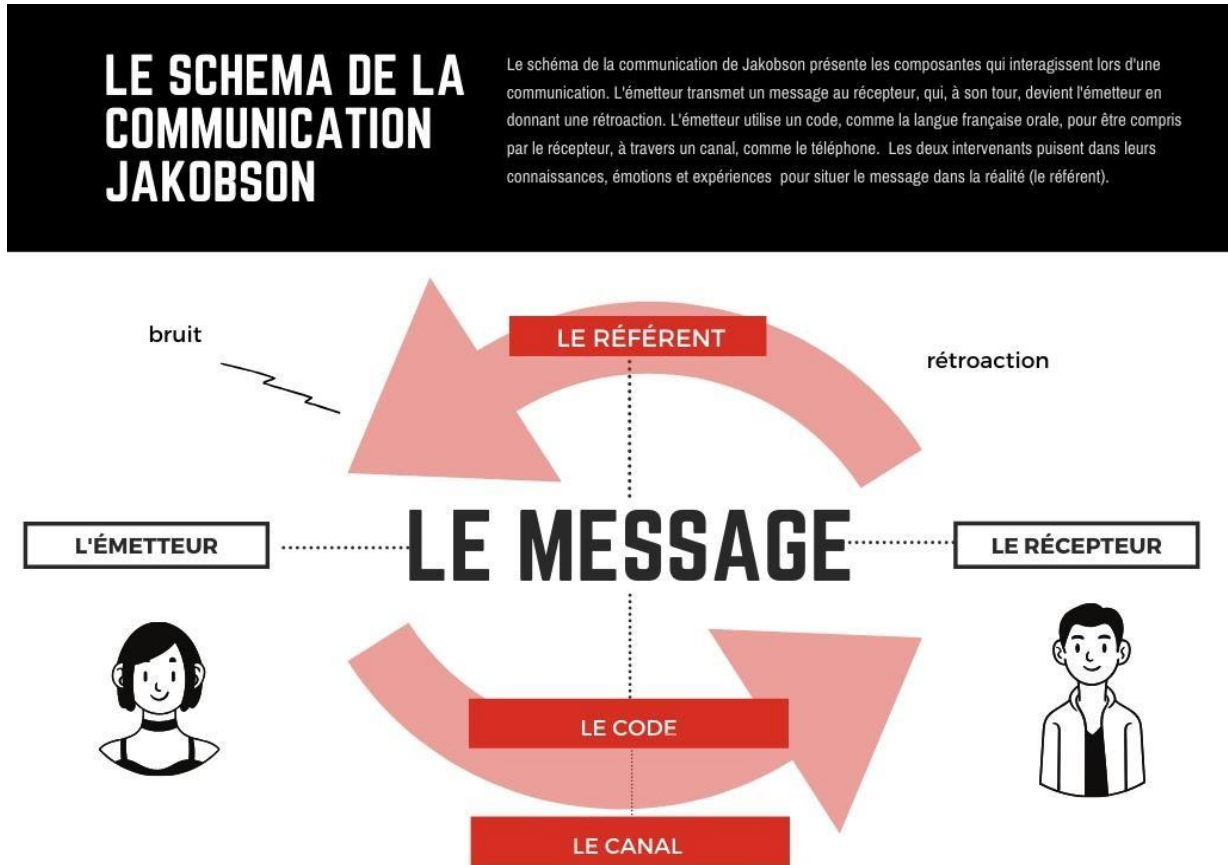 LE SCHEMA DE LA
COMMUNICATION
JAKOBSON
Le schéma de la communication de Jakobson présente les composantes qui interagissent lors d'une
communication. L'émetteur transmet un message au récepteur, qui, à son tour, devient l'émetteur en
donnant une rétroaction. L'émetteur utilise un code, comme la langue française orale, pour être compris
par le récepteur, à travers un canal, comme le téléphone. Les deux intervenants puisent dans leurs
connaissances, émotions et expériences pour situer le message dans la réalité (le référent).
bruit
LE RÉFÉRENT
rétroaction
L'ÉMETTEUR
LE MESSAGE
LE RÉCEPTEUR
LE CODE
LE CANAL